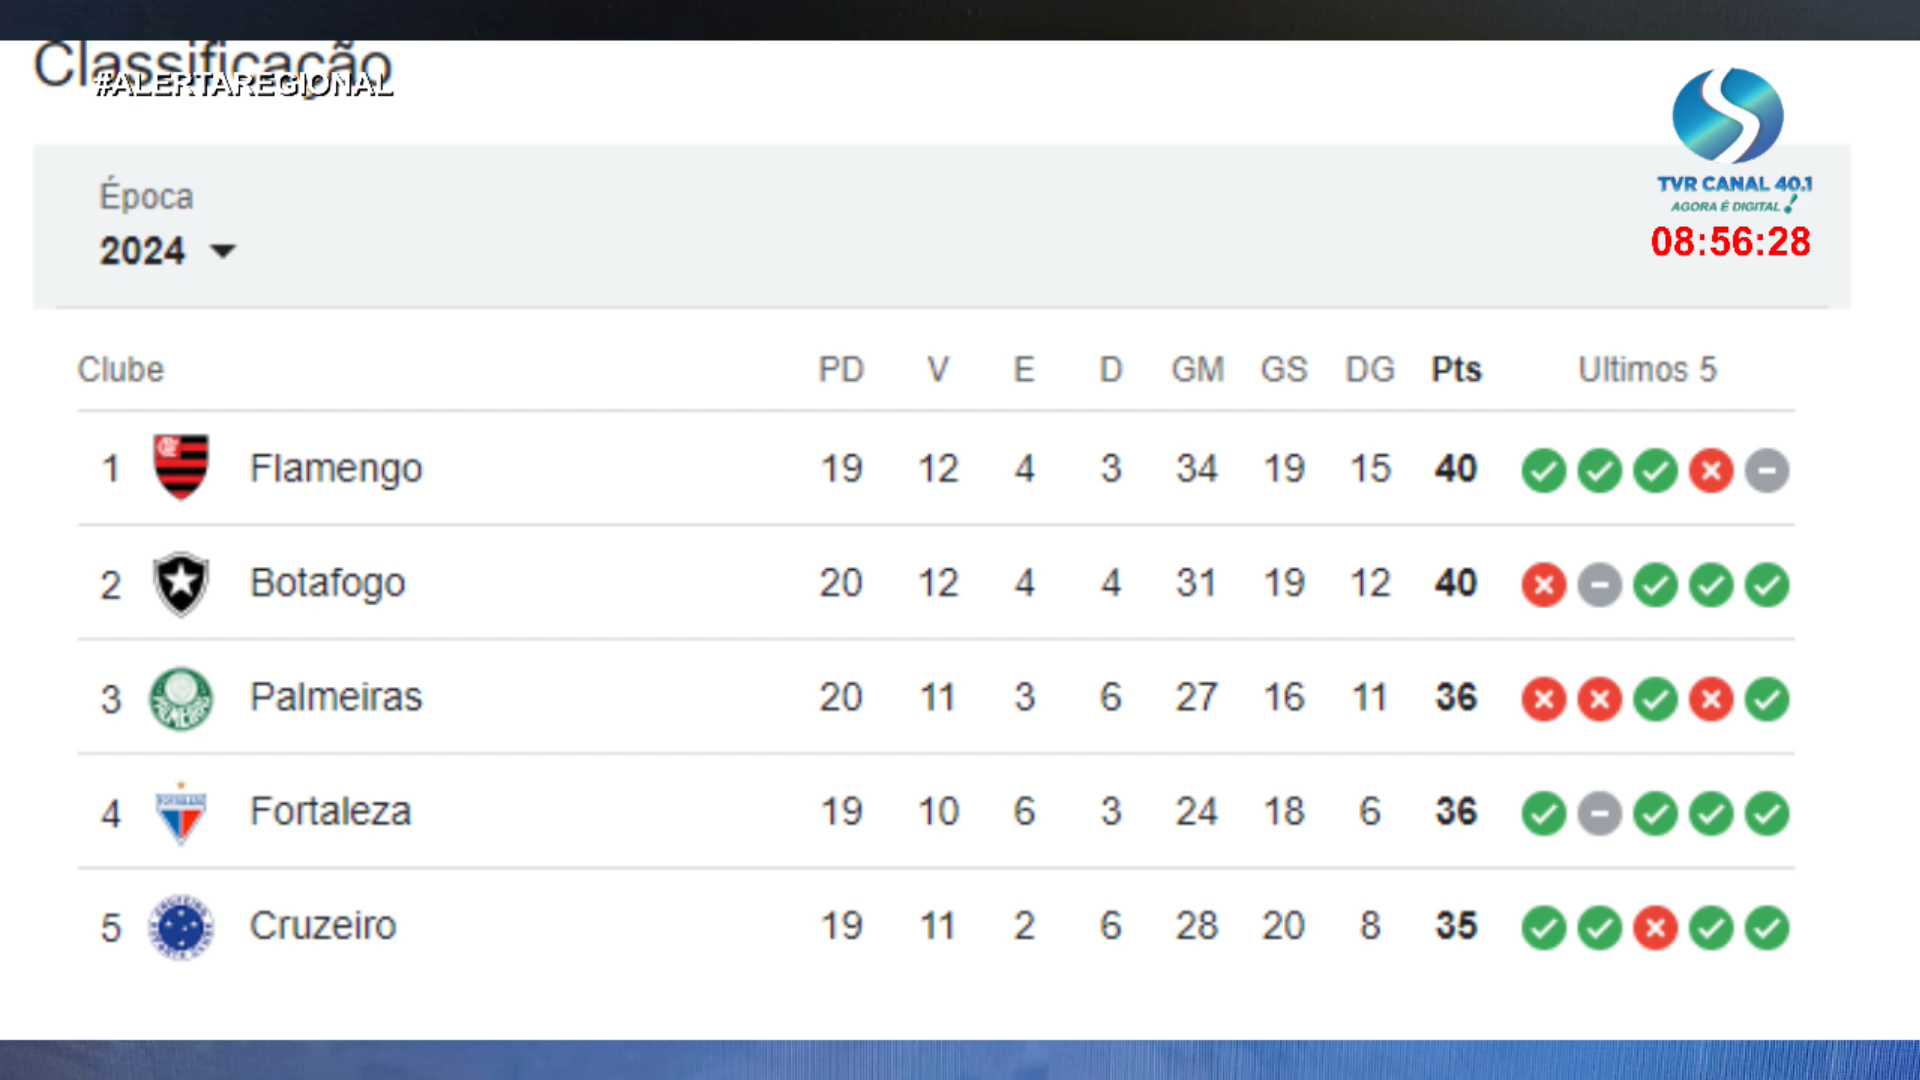 Classificação
#ALERTAREGIONAL
TVR CANAL 40.1
AGORA É DIGITAL!
08:56:28
Época
2024
Clube PD V E D GM GS DG Pts Ultimos 5
1 Flamengo 19 12 4 3 34 19 15 40
2 Botafogo 20 12 4 4 31 19 12 40
3 Palmeiras 20 11 3 6 27 16 11 36
4 Fortaleza 19 10 6 3 24 18 6 36
5 Cruzeiro 19 11 2 6 28 20 8 35